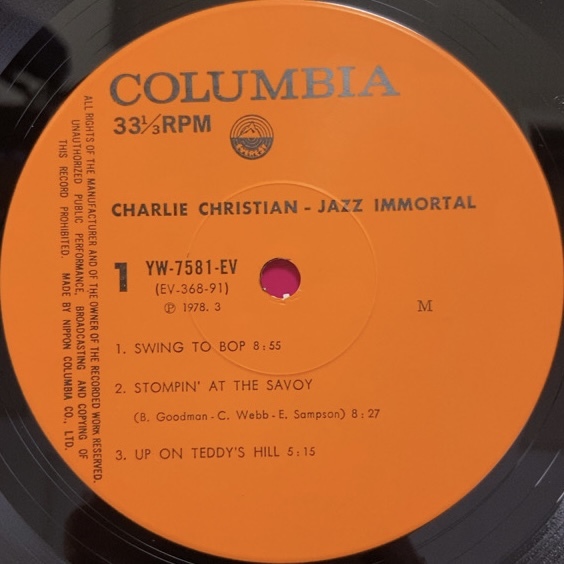 COLUMBIA
33⅓RPM
EVEREST
CHARLIE CHRISTIAN - JAZZ IMMORTAL
1
YW-7581-EV
(EV-368-91)
Ⓟ 1978. 3
M
1. SWING TO BOP 8:55
2. STOMPIN' AT THE SAVOY
(B. Goodman - C. Webb - E. Sampson) 8:27
3. UP ON TEDDY'S HILL 5:15
ALL RIGHTS OF THE MANUFACTURER AND OF THE OWNER OF THE RECORDED WORK RESERVED.
UNAUTHORIZED PUBLIC PERFORMANCE, BROADCASTING AND COPYING OF
THIS RECORD PROHIBITED. MADE BY NIPPON COLUMBIA CO., LTD.